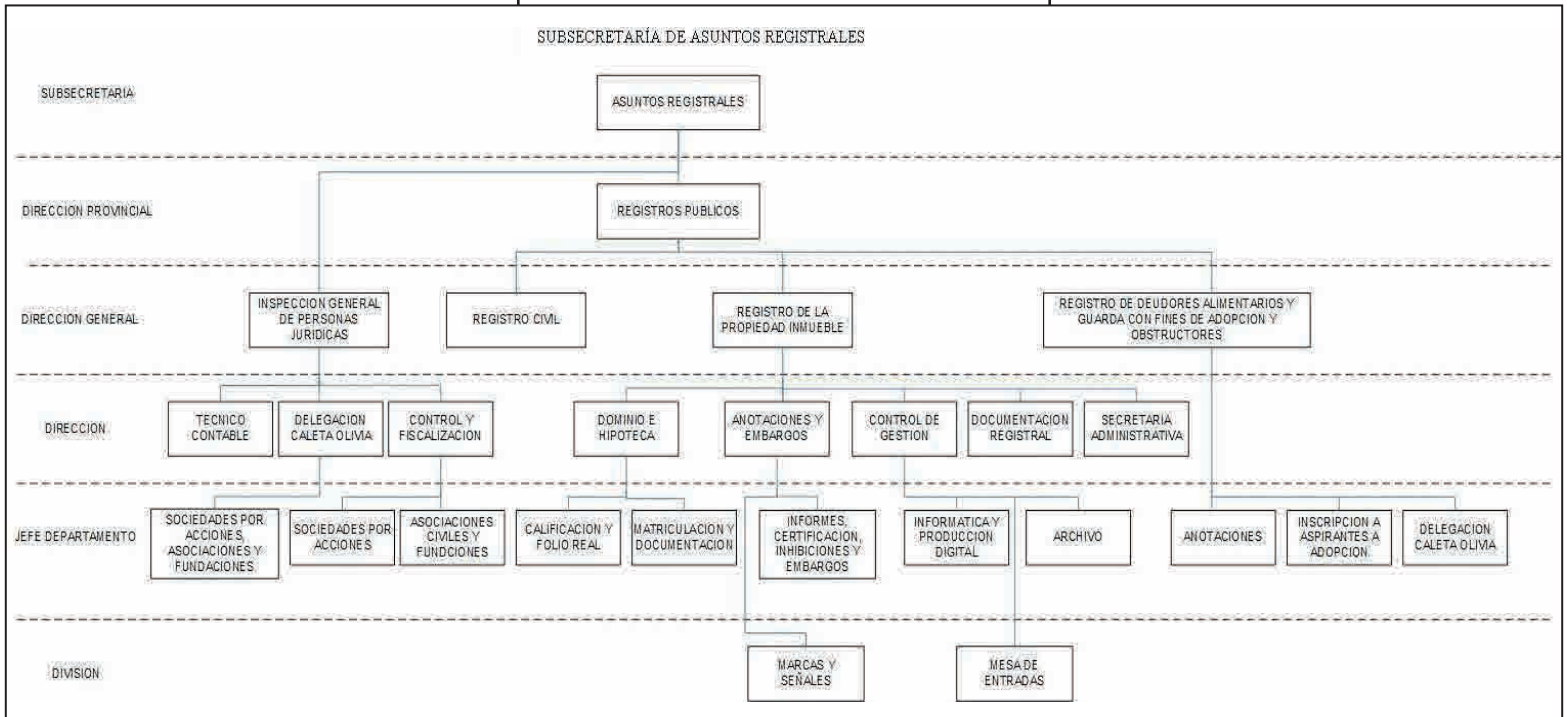 SUBSECRETARÍA DE ASUNTOS REGISTRALES
SUBSECRETARIA
ASUNTOS REGISTRALES
DIRECCION PROVINCIAL
REGISTROS PUBLICOS
DIRECCION GENERAL
INSPECCION GENERAL
DE PERSONAS
JURIDICAS
REGISTRO CIVIL
REGISTRO DE LA
PROPIEDAD INMUEBLE
REGISTRO DE DEUDORES ALIMENTARIOS Y
GUARDA CON FINES DE ADOPCION Y
OBSTRUCTORES
DIRECCION
TECNICO
CONTABLE
DELEGACION
CALETA OLIVIA
CONTROL Y
FISCALIZACION
DOMINIO E
HIPOTECA
ANOTACIONES Y
EMBARGOS
CONTROL DE
GESTION
DOCUMENTACION
REGISTRAL
SECRETARIA
ADMINISTRATIVA
JEFE DEPARTAMENTO
SOCIEDADES POR
ACCIONES,
ASOCIACIONES Y
FUNDACIONES
SOCIEDADES POR
ACCIONES
ASOCIACIONES
CIVILES Y
FUNDCIONES
CALIFICACION Y
FOLIO REAL
MATRICULACION Y
DOCUMENTACION
INFORMES,
CERTIFICACION,
INHIBICIONES Y
EMBARGOS
INFORMATICA Y
PRODUCCION
DIGITAL
ARCHIVO
ANOTACIONES
INSCRIPCION A
ASPIRANTES A
ADOPCION
DELEGACION
CALETA OLIVIA
DIVISION
MARCAS Y
SEÑALES
MESA DE
ENTRADAS